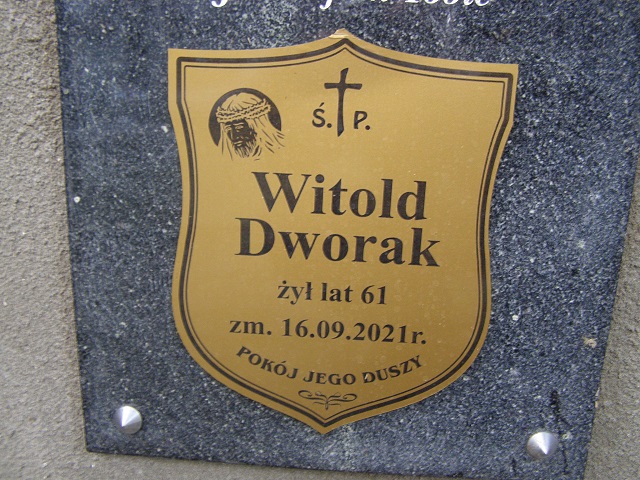 Ś. P.
Witold
Dworak
żył lat 61
zm. 16.09.2021r.
POKÓJ JEGO DUSZY